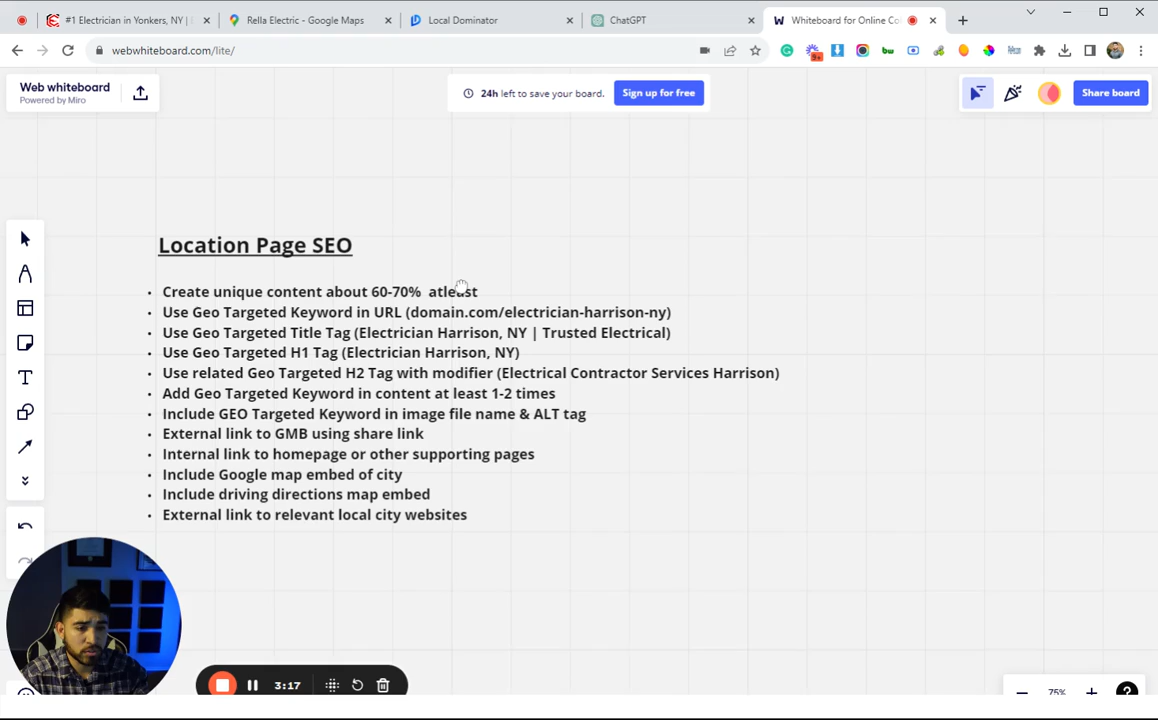 #1 Electrician in Yonkers, NY |
Rella Electric - Google Maps
Local Dominator
ChatGPT
Whiteboard for Online Co
webwhiteboard.com/lite/
9+
bw
Web whiteboard
Powered by Miro
24h left to save your board.
Sign up for free
Share board
Location Page SEO
• Create unique content about 60-70% atleast
• Use Geo Targeted Keyword in URL (domain.com/electrician-harrison-ny)
• Use Geo Targeted Title Tag (Electrician Harrison, NY | Trusted Electrical)
• Use Geo Targeted H1 Tag (Electrician Harrison, NY)
• Use related Geo Targeted H2 Tag with modifier (Electrical Contractor Services Harrison)
• Add Geo Targeted Keyword in content at least 1-2 times
• Include GEO Targeted Keyword in image file name & ALT tag
• External link to GMB using share link
• Internal link to homepage or other supporting pages
• Include Google map embed of city
• Include driving directions map embed
• External link to relevant local city websites
3:17
75%